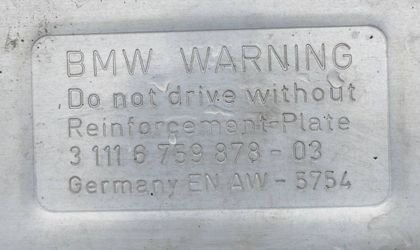 BMW WARNING
Do not drive without
Reinforcement-Plate
3 111 6 759 878 - 03
Germany EN AW - 5754